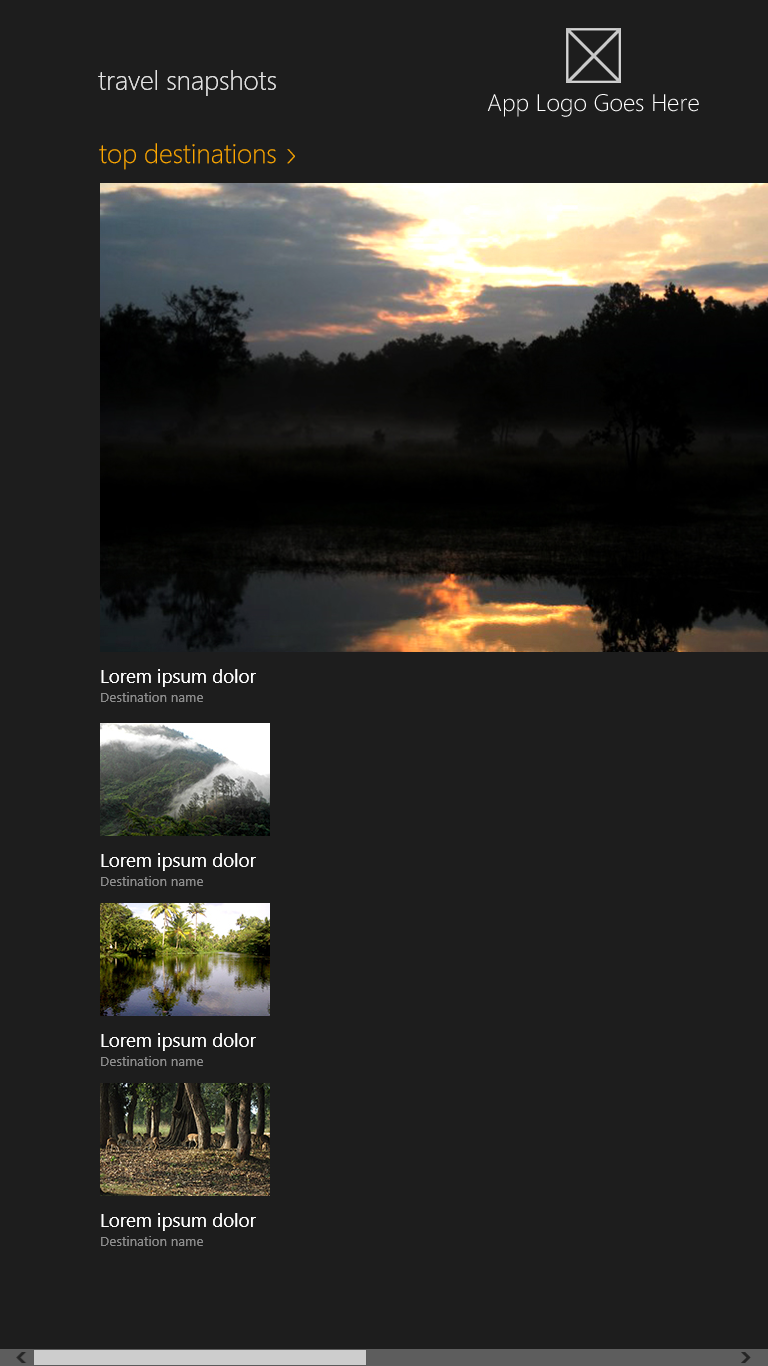 travel snapshots
App Logo Goes Here
top destinations >
Lorem ipsum dolor
Destination name
Lorem ipsum dolor
Destination name
Lorem ipsum dolor
Destination name
Lorem ipsum dolor
Destination name